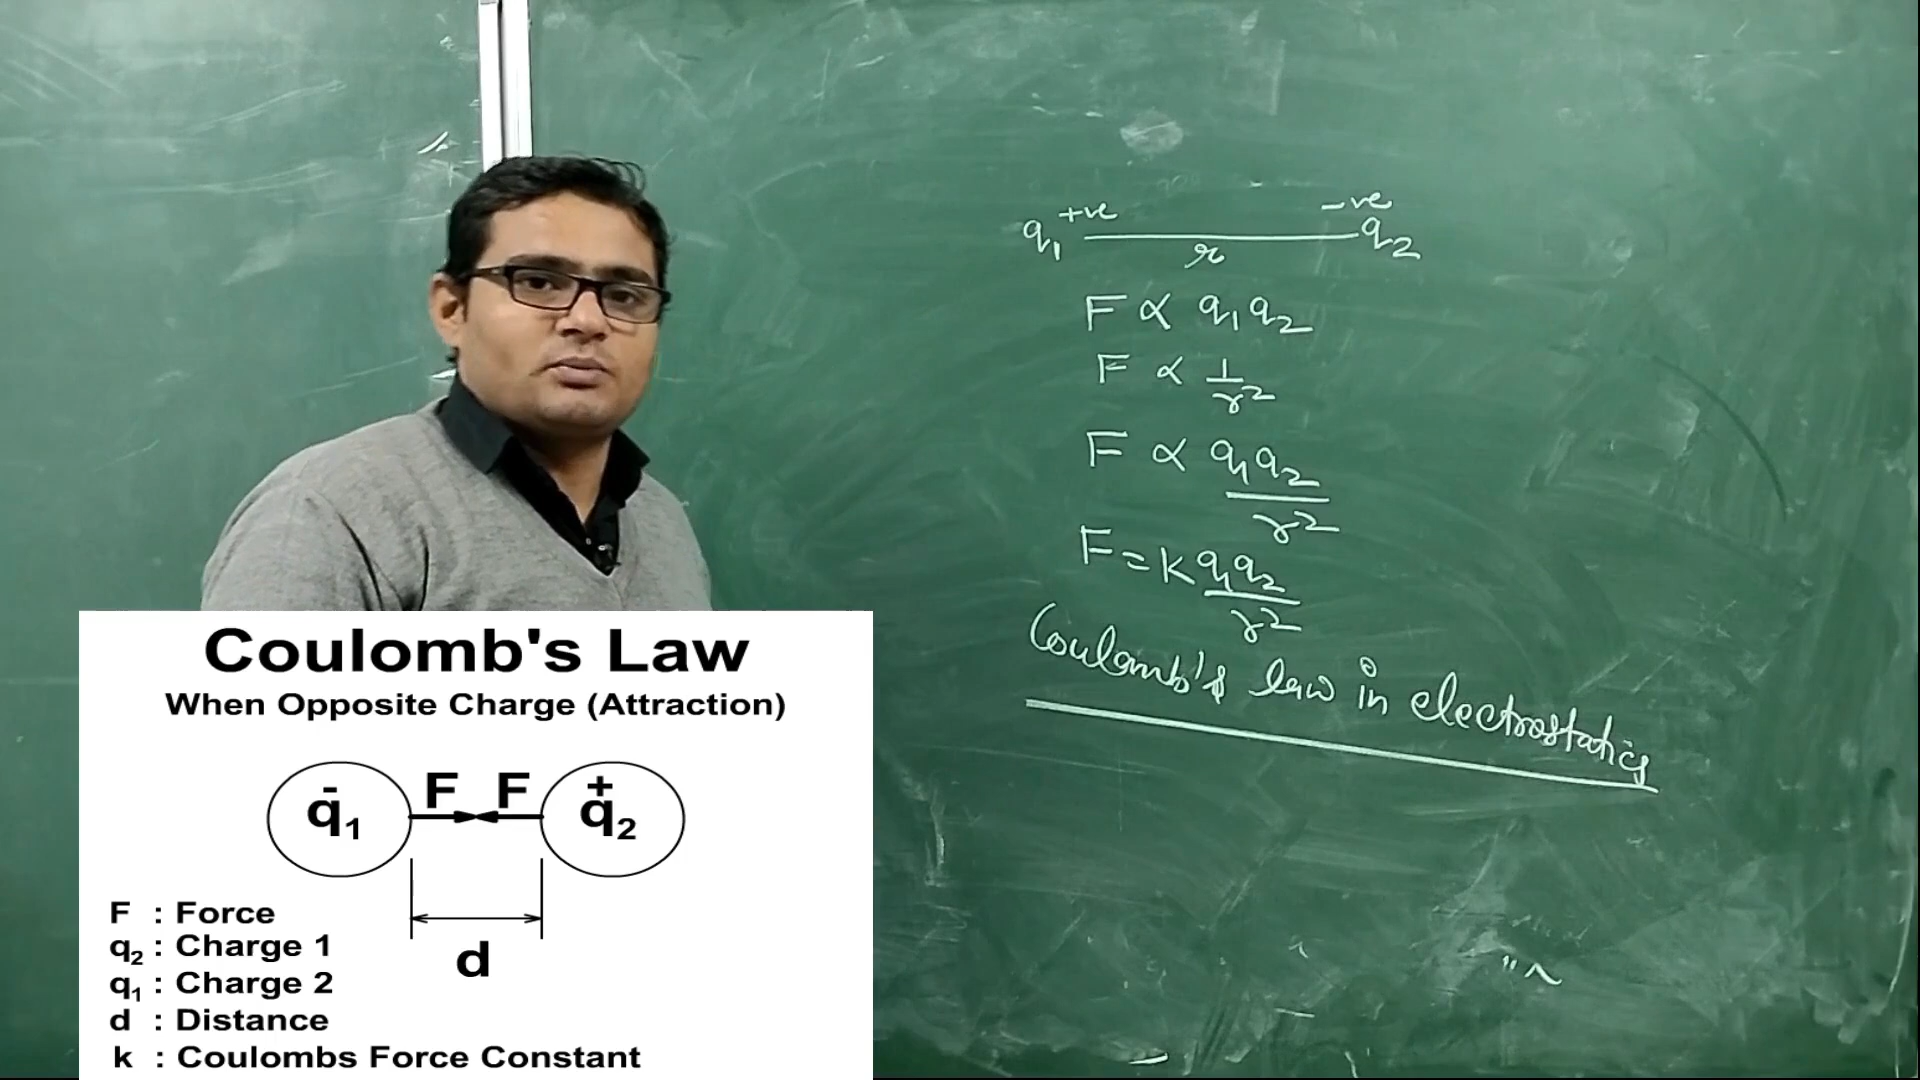 +ve -ve
q₁ q₂
r
F ∝ q₁q₂
F ∝ 1/r²
F ∝ q₁q₂/r²
F = K q₁q₂/r²
Coulomb's law in electrostatics
Coulomb's Law
When Opposite Charge (Attraction)
- F F +
q₁ q₂
d
F : Force
q₂ : Charge 1
q₁ : Charge 2
d : Distance
k : Coulombs Force Constant